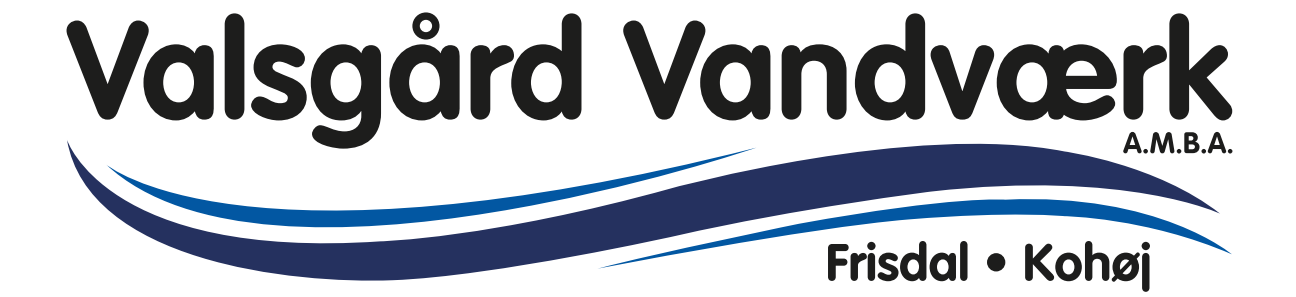 Valsgård Vandværk
A.M.B.A.
Frisdal • Kohøj